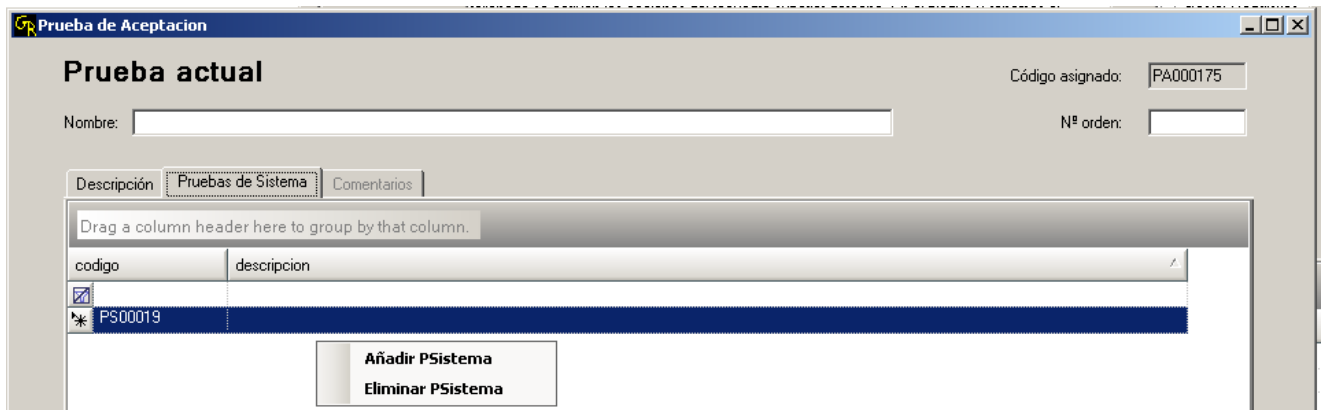 GR Prueba de Aceptacion
Prueba actual
Código asignado: PA000175
Nombre:
Nº orden:
Descripción Pruebas de Sistema Comentarios
Drag a column header here to group by that column.
codigo descripcion
PS00019
Añadir PSistema
Eliminar PSistema